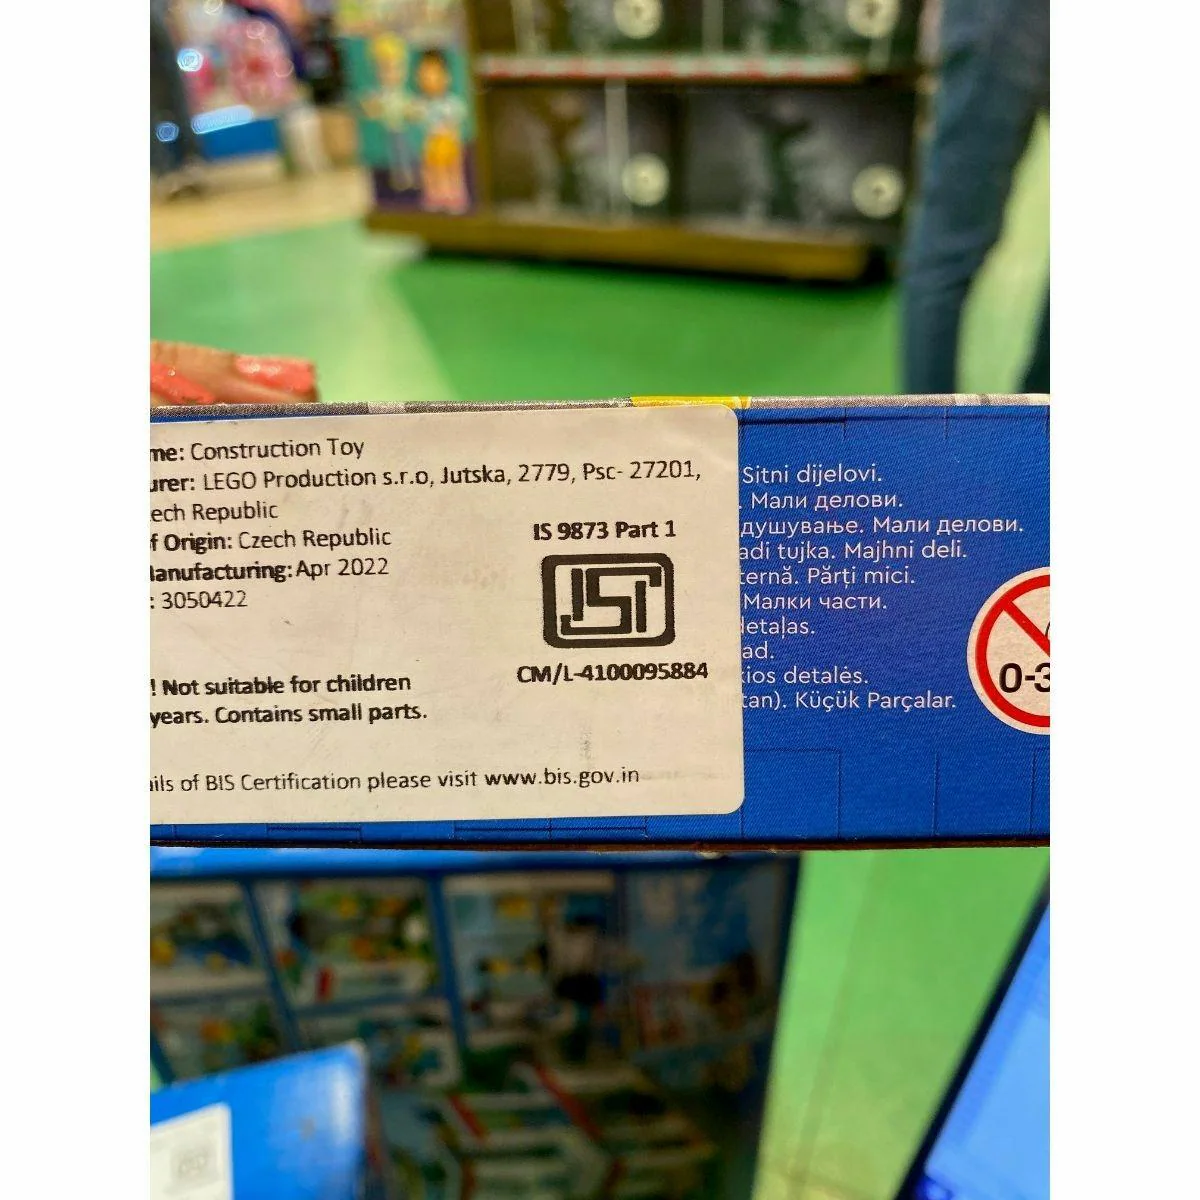 me: Construction Toy
urer: LEGO Production s.r.o, Jutska, 2779, Psc- 27201,
ech Republic
f Origin: Czech Republic
Manufacturing: Apr 2022
: 3050422
! Not suitable for children
years. Contains small parts.
ils of BIS Certification please visit www.bis.gov.in
IS 9873 Part 1
ISI
CM/L-4100095884
Sitni dijelovi.
. Мали делови.
душување. Мали делови.
adi tujka. Majhni deli.
ternă. Părți mici.
Малки части.
detaļas.
ad.
kios detalės.
tan). Küçük Parçalar.
0-3